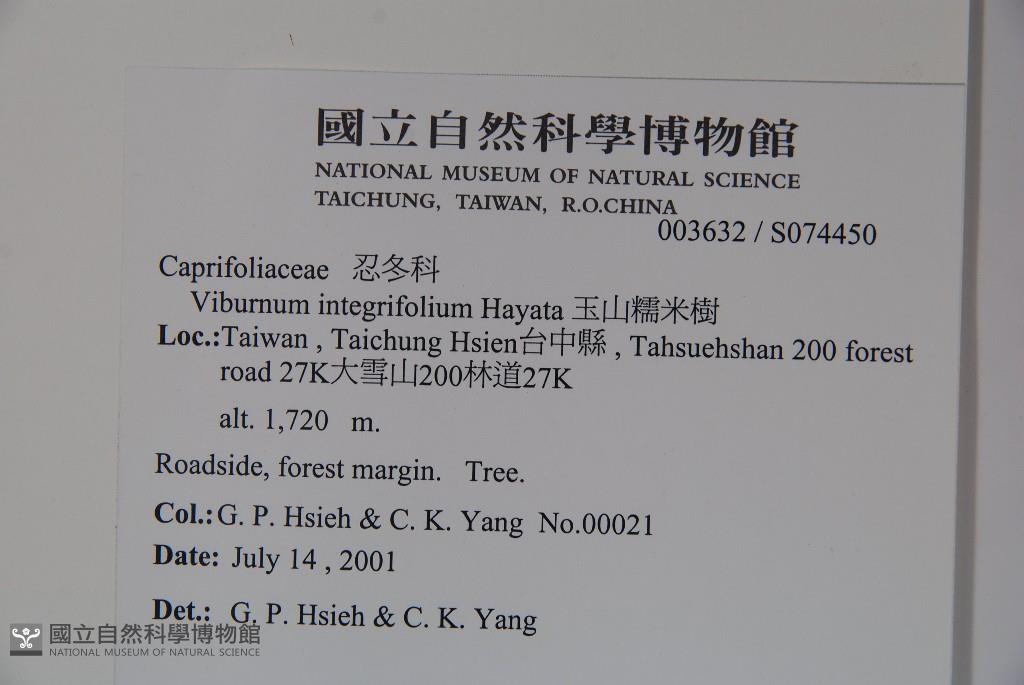 國立自然科學博物館
NATIONAL MUSEUM OF NATURAL SCIENCE
TAICHUNG, TAIWAN, R.O.CHINA
003632 / S074450
Caprifoliaceae 忍冬科
Viburnum integrifolium Hayata 玉山糯米樹
Loc.:Taiwan , Taichung Hsien台中縣 , Tahsuehshan 200 forest
road 27K大雪山200林道27K
alt. 1,720 m.
Roadside, forest margin. Tree.
Col.:G. P. Hsieh & C. K. Yang No.00021
Date: July 14 , 2001
Det.: G. P. Hsieh & C. K. Yang
國立自然科學博物館
NATIONAL MUSEUM OF NATURAL SCIENCE